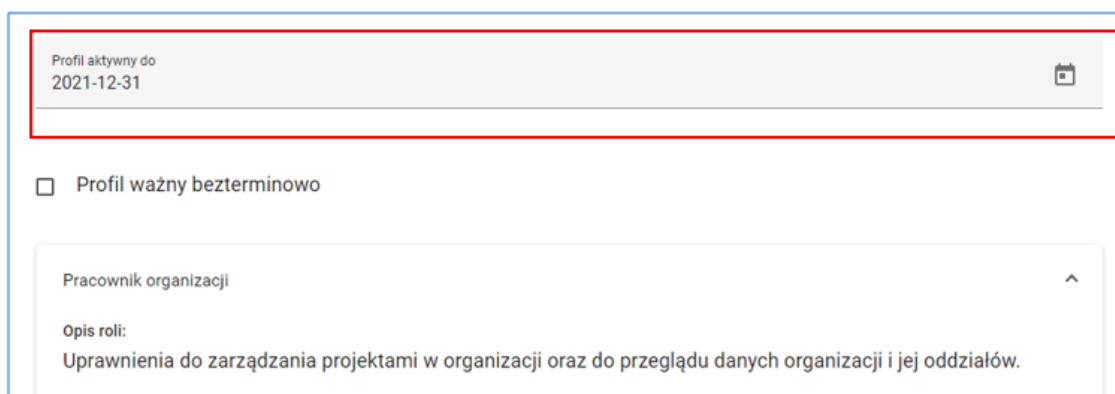 Profil aktywny do
2021-12-31
Profil ważny bezterminowo
Pracownik organizacji
Opis roli:
Uprawnienia do zarządzania projektami w organizacji oraz do przeglądu danych organizacji i jej oddziałów.